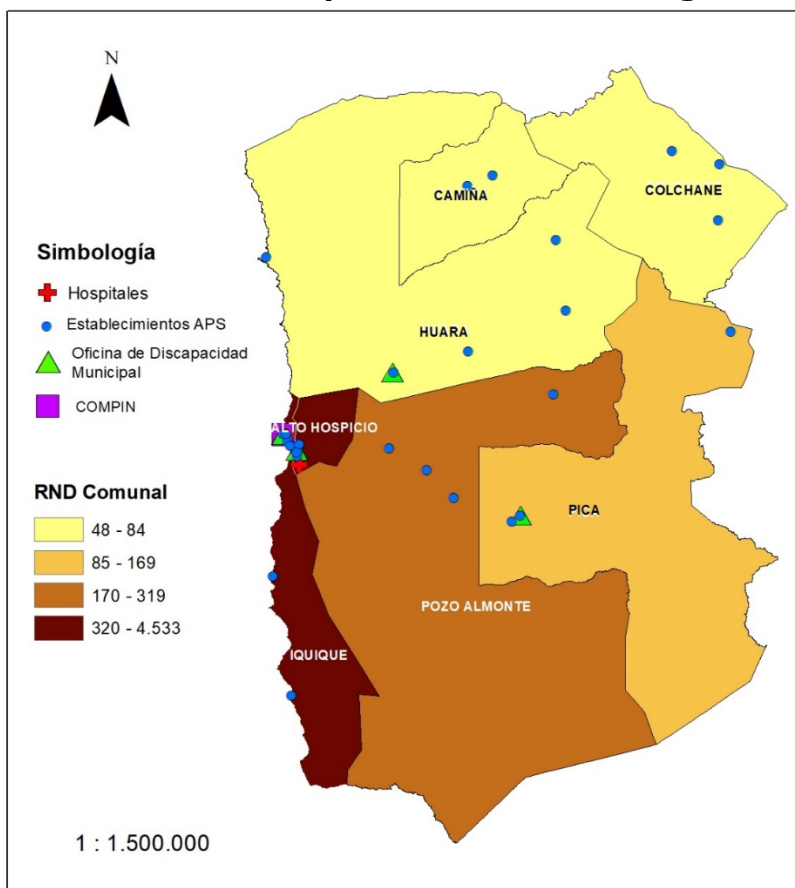 N
CAMIÑA
COLCHANE
Simbología
Hospitales
Establecimientos APS
Oficina de Discapacidad
Municipal
COMPIN
HUARA
ALTO HOSPICIO
RND Comunal
48 - 84
85 - 169
170 - 319
320 - 4.533
PICA
POZO ALMONTE
IQUIQUE
1 : 1.500.000